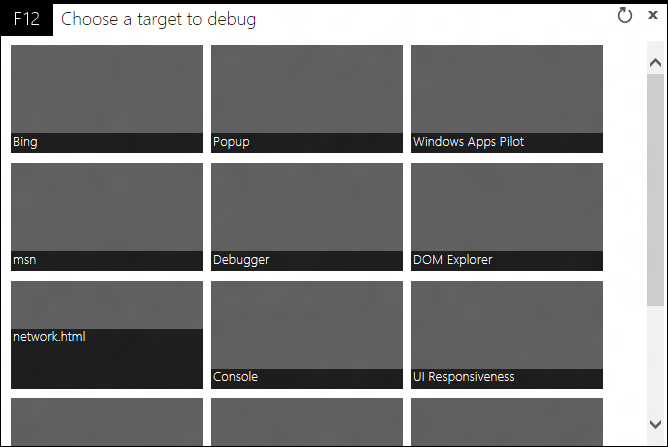 F12 Choose a target to debug
Bing Popup Windows Apps Pilot
msn Debugger DOM Explorer
network.html
Console UI Responsiveness